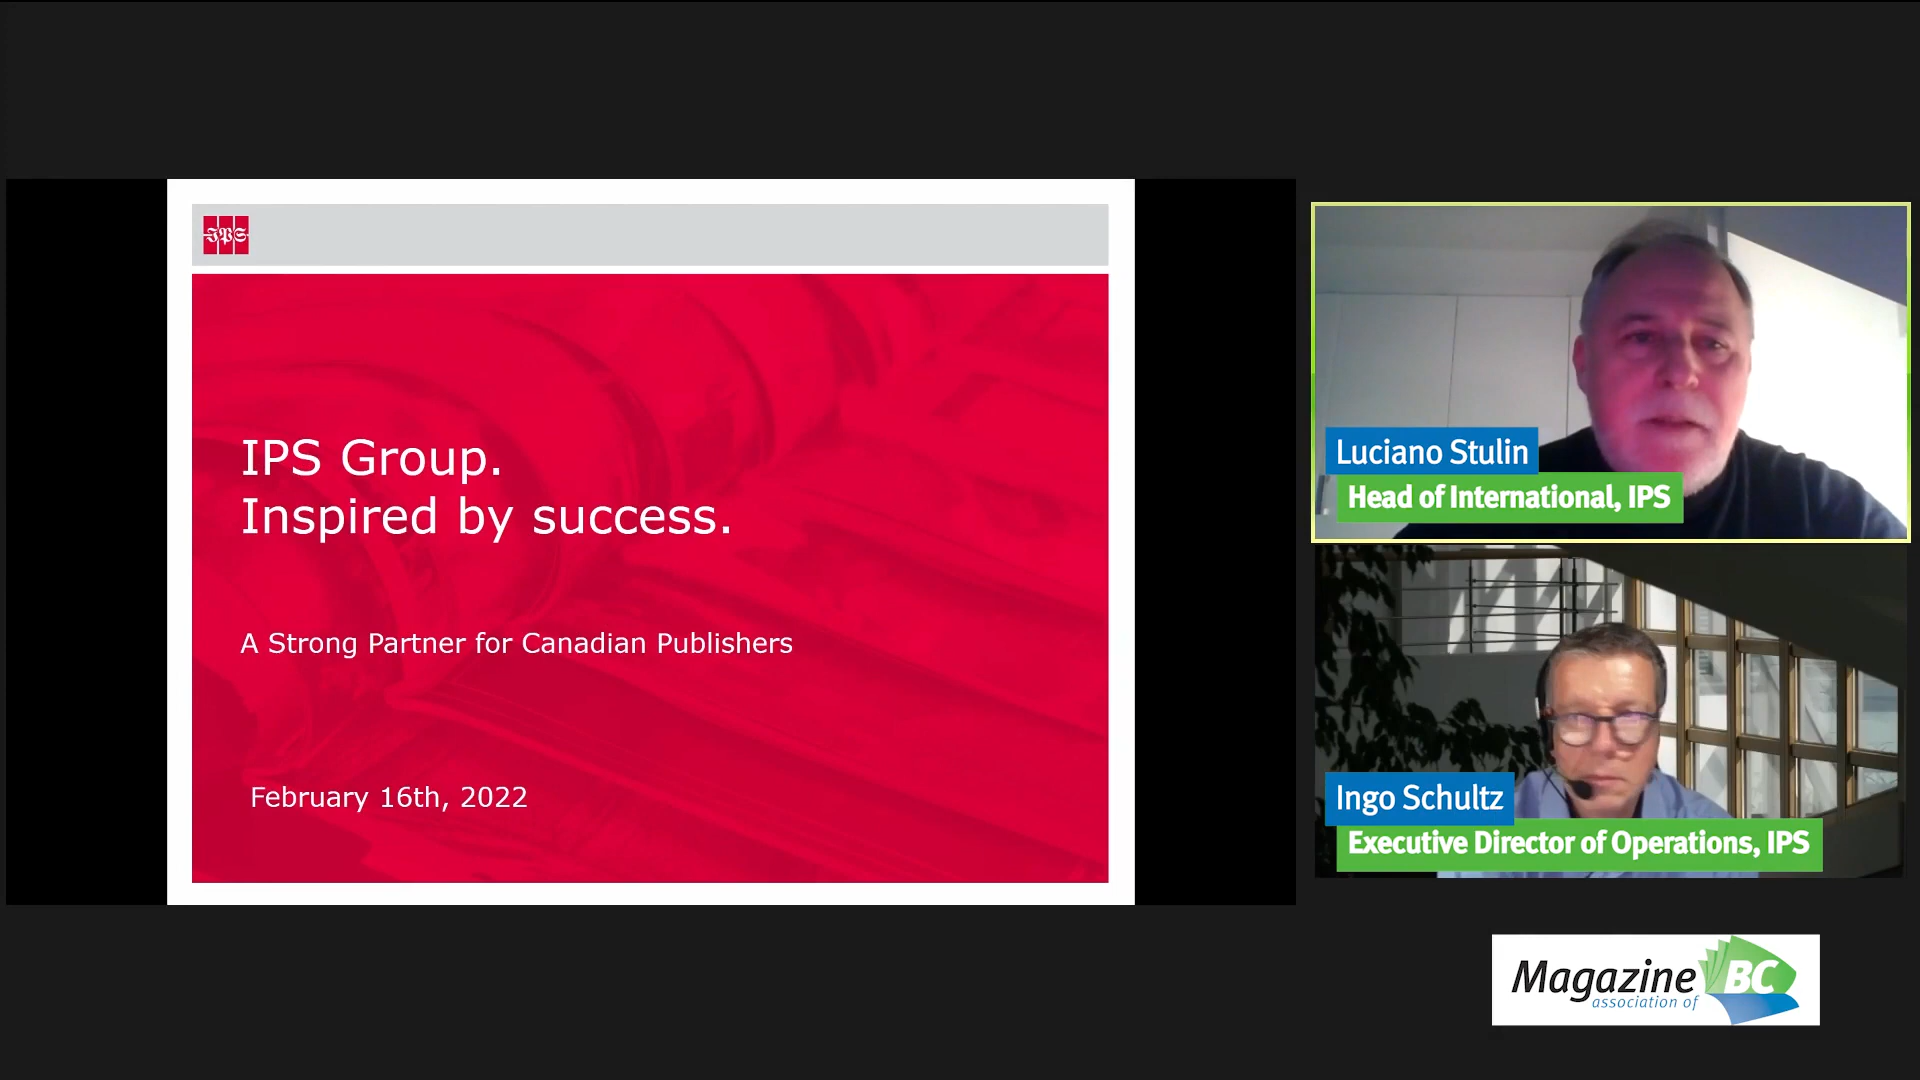 IPS
IPS Group.
Inspired by success.
A Strong Partner for Canadian Publishers
February 16th, 2022
Luciano Stulin
Head of International, IPS
Ingo Schultz
Executive Director of Operations, IPS
Magazine BC
association of